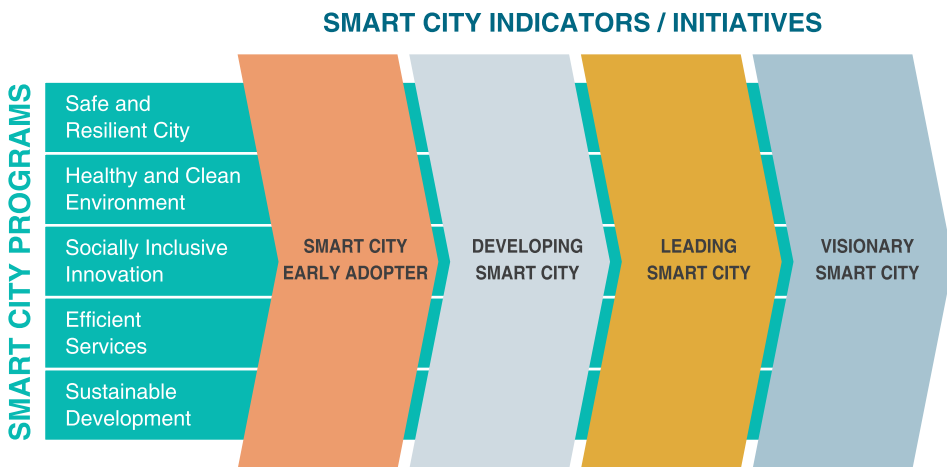 SMART CITY INDICATORS / INITIATIVES
SMART CITY PROGRAMS
Safe and
Resilient City
Healthy and Clean
Environment
Socially Inclusive
Innovation
Efficient
Services
Sustainable
Development
SMART CITY
EARLY ADOPTER
DEVELOPING
SMART CITY
LEADING
SMART CITY
VISIONARY
SMART CITY